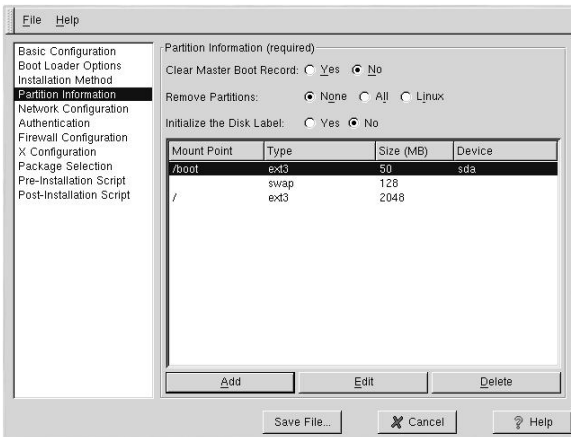 File Help
Basic Configuration
Boot Loader Options
Installation Method
Partition Information
Network Configuration
Authentication
Firewall Configuration
X Configuration
Package Selection
Pre-Installation Script
Post-Installation Script
Partition Information (required)
Clear Master Boot Record: Yes No
Remove Partitions: None All Linux
Initialize the Disk Label: Yes No
Mount Point Type Size (MB) Device
/boot ext3 50 sda
swap 128
/ ext3 2048
Add Edit Delete
Save File... Cancel Help